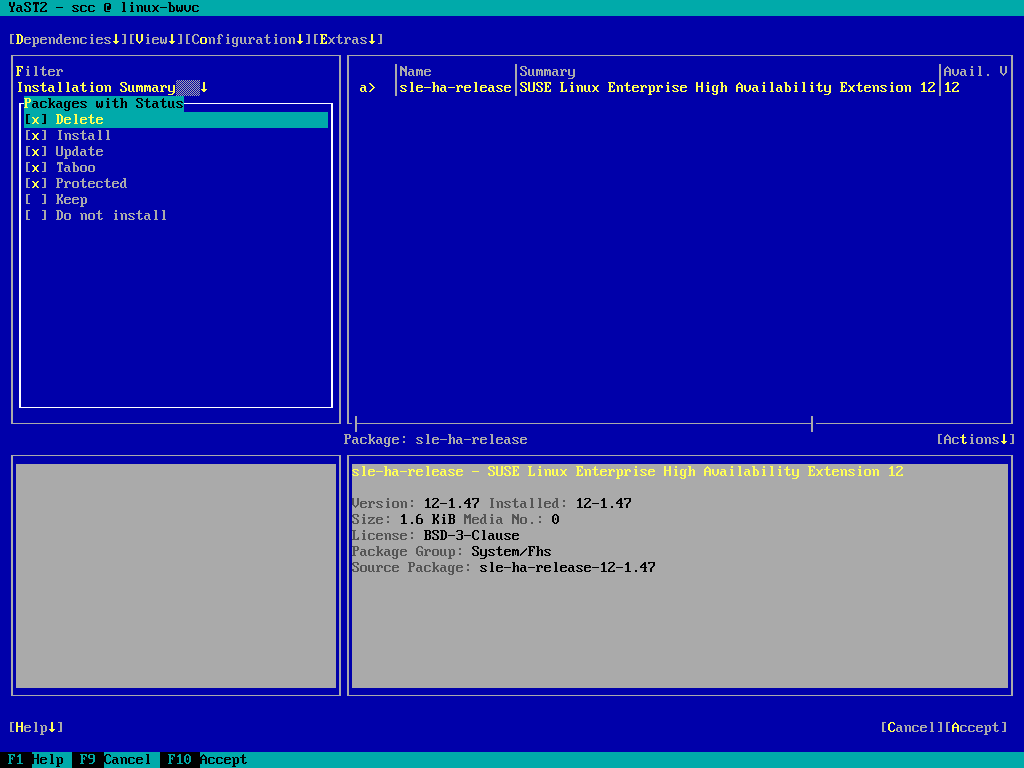 YaST2 - scc @ linux-bwvc
[Dependencies↓][View↓][Configuration↓][Extras↓]
Filter
Installation Summary↓
Packages with Status
[x] Delete
[x] Install
[x] Update
[x] Taboo
[x] Protected
[ ] Keep
[ ] Do not install
|Name |Summary |Avail. V
a> |sle-ha-release|SUSE Linux Enterprise High Availability Extension 12|12
Package: sle-ha-release [Actions↓]
sle-ha-release - SUSE Linux Enterprise High Availability Extension 12
Version: 12-1.47 Installed: 12-1.47
Size: 1.6 KiB Media No.: 0
License: BSD-3-Clause
Package Group: System/Fhs
Source Package: sle-ha-release-12-1.47
[Help↓] [Cancel][Accept]
F1 Help F9 Cancel F10 Accept